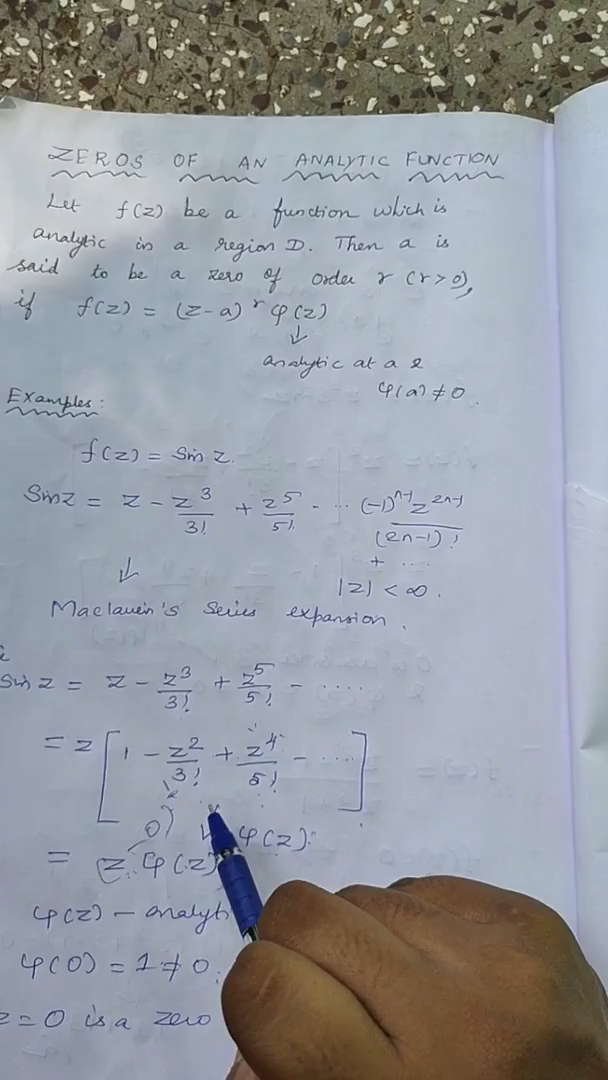 ZEROS OF AN ANALYTIC FUNCTION
Let f(z) be a function which is
analytic in a region D. Then a is
said to be a zero of order r (r>0),
if f(z) = (z-a)^r φ(z)
↓
analytic at a &
φ(a) ≠ 0.
Examples:
f(z) = Sin z.
Sin z = z - z^3/3! + z^5/5! - ... (-1)^{n-1} z^{2n-1}/(2n-1)!
+ ...
|z| < ∞.
↓
Maclaurin's Series expansion.
Sin z = z - z^3/3! + z^5/5! - ....
= z [1 - z^2/3! + z^4/5! - ...]
0) ↓ φ(z).
= z φ(z)
φ(z) - analyti
φ(0) = 1 ≠ 0.
z=0 is a zero